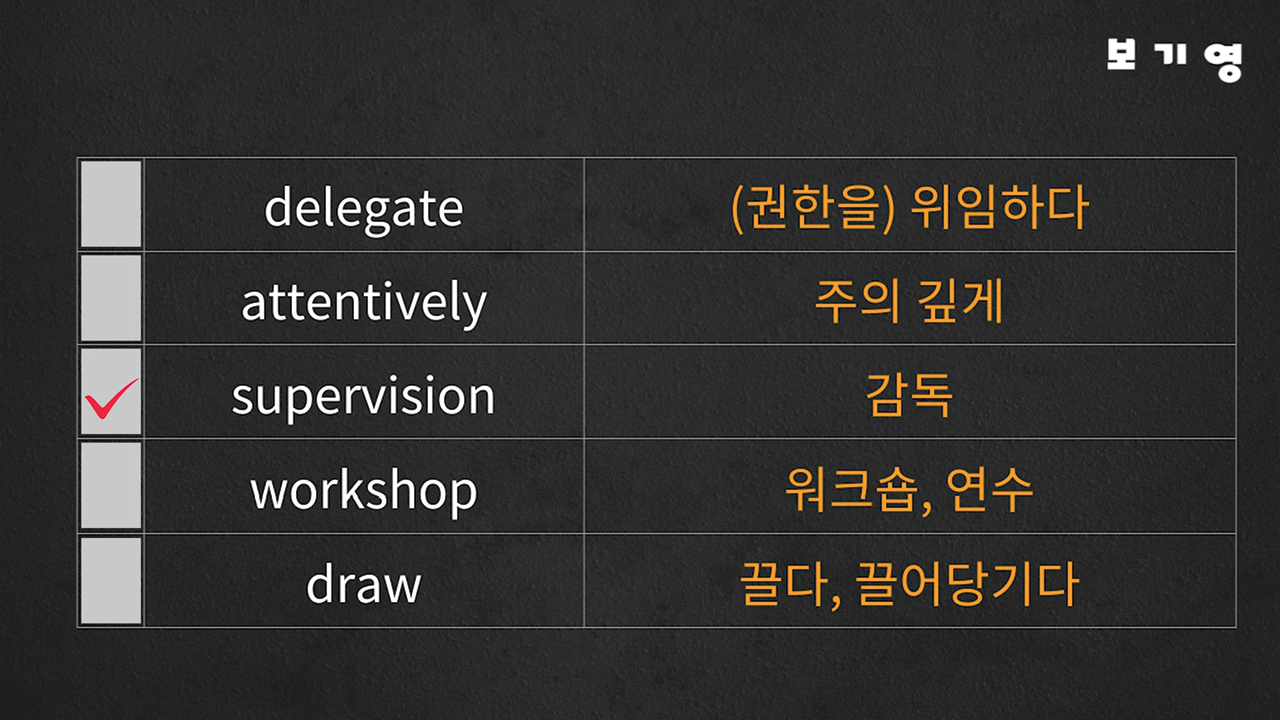 보기영
delegate (권한을) 위임하다
attentively 주의 깊게
supervision 감독
workshop 워크숍, 연수
draw 끌다, 끌어당기다